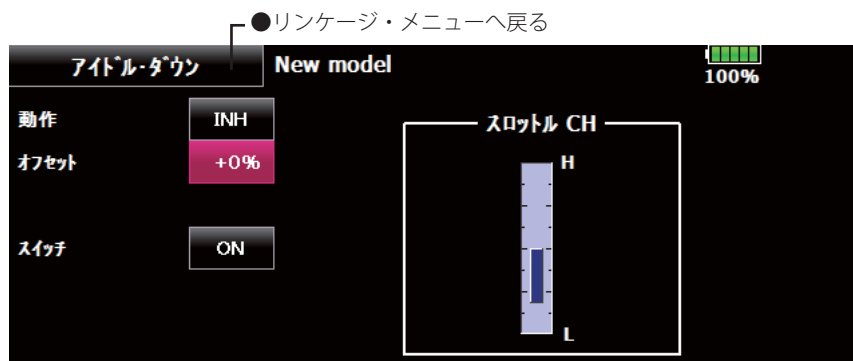 ●リンケージ・メニューへ戻る
アイドル・ダウン New model
100%
動作 INH
オフセット +0%
スイッチ ON
スロットル CH
H
L